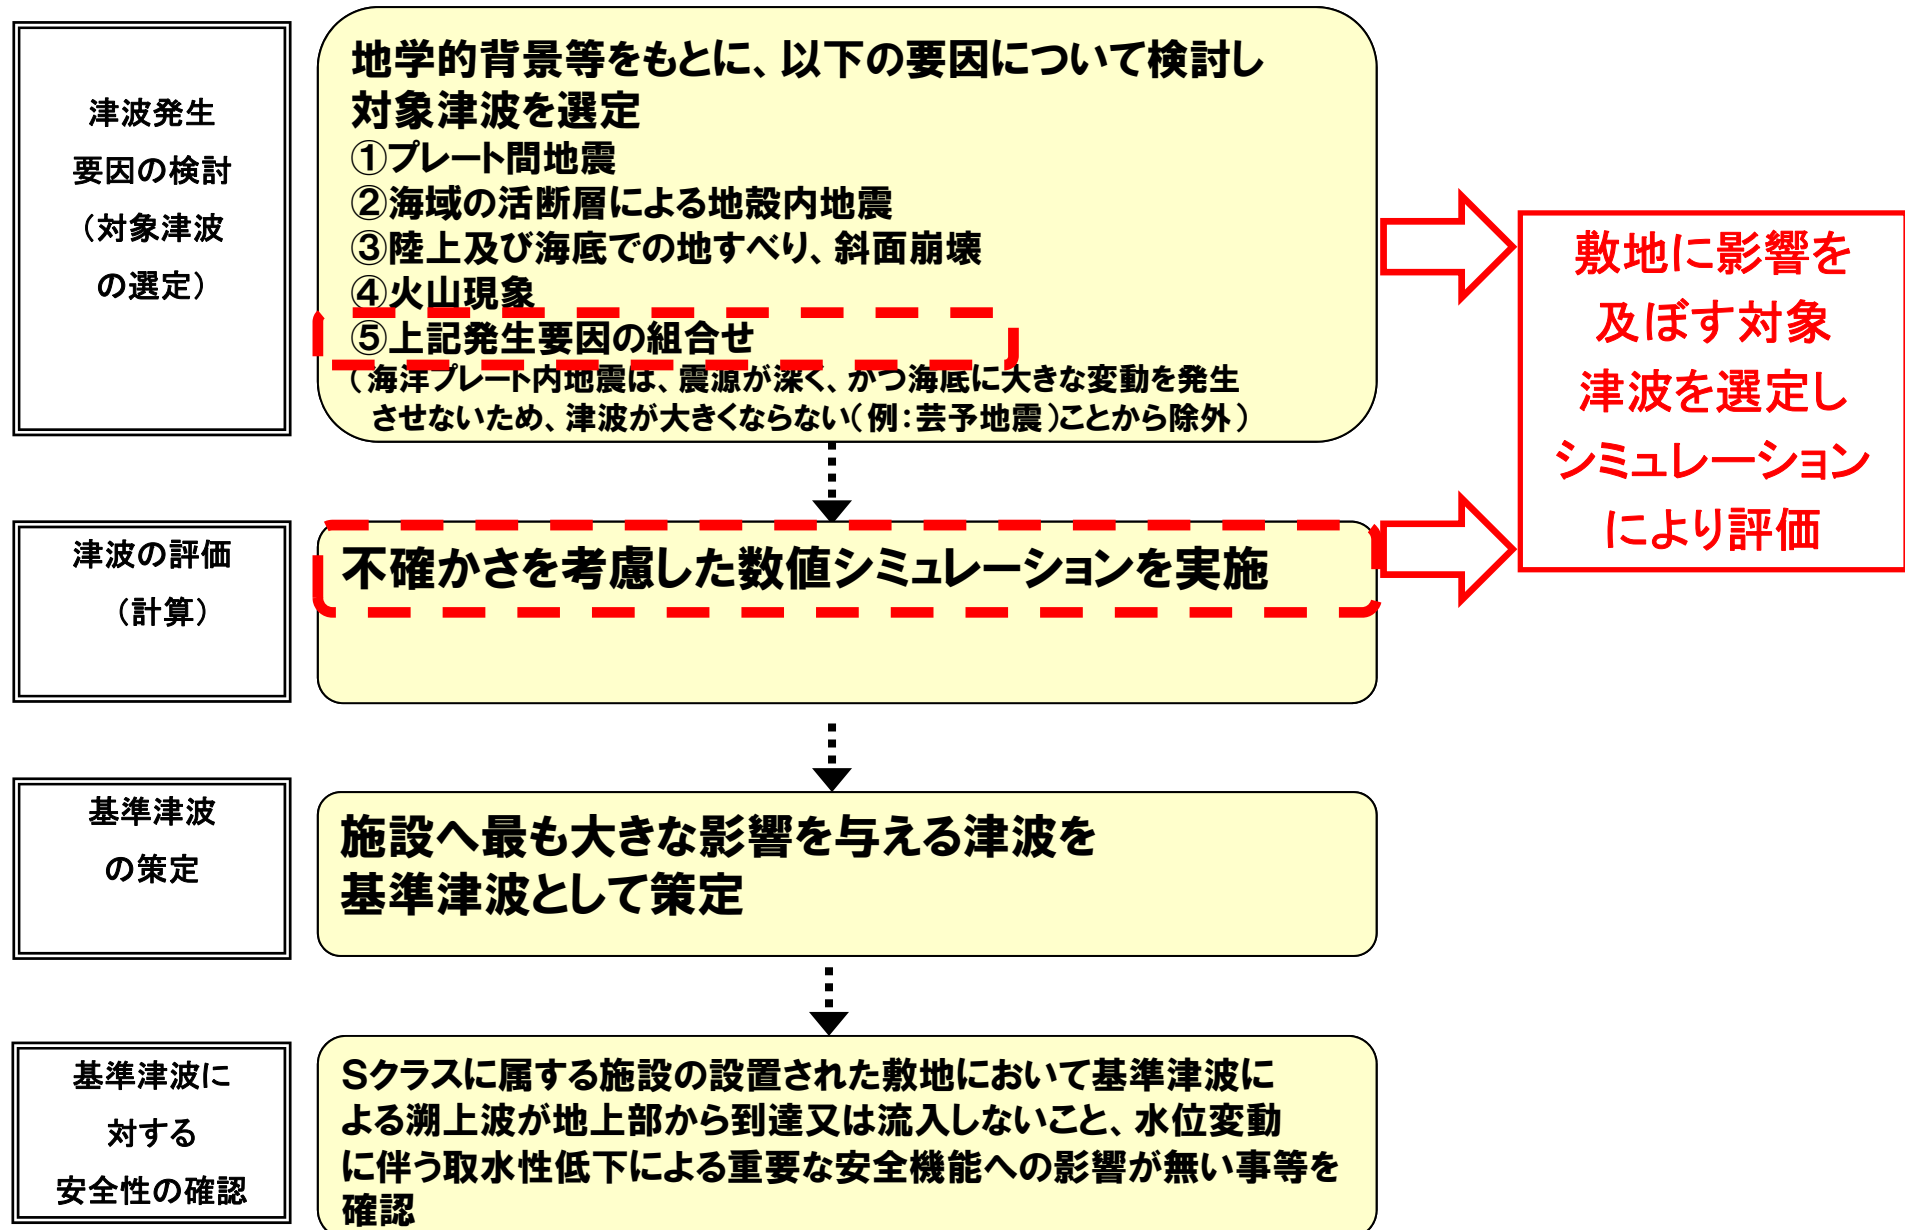 津波発生
要因の検討
（対象津波
の選定）
地学的背景等をもとに、以下の要因について検討し
対象津波を選定
①プレート間地震
②海域の活断層による地殻内地震
③陸上及び海底での地すべり、斜面崩壊
④火山現象
⑤上記発生要因の組合せ
（海洋プレート内地震は、震源が深く、かつ海底に大きな変動を発生
させないため、津波が大きくならない（例：芸予地震）ことから除外）
敷地に影響を
及ぼす対象
津波を選定し
シミュレーション
により評価
津波の評価
（計算）
不確かさを考慮した数値シミュレーションを実施
基準津波
の策定
施設へ最も大きな影響を与える津波を
基準津波として策定
基準津波に
対する
安全性の確認
Sクラスに属する施設の設置された敷地において基準津波に
よる遡上波が地上部から到達又は流入しないこと、水位変動
に伴う取水性低下による重要な安全機能への影響が無い事等を
確認